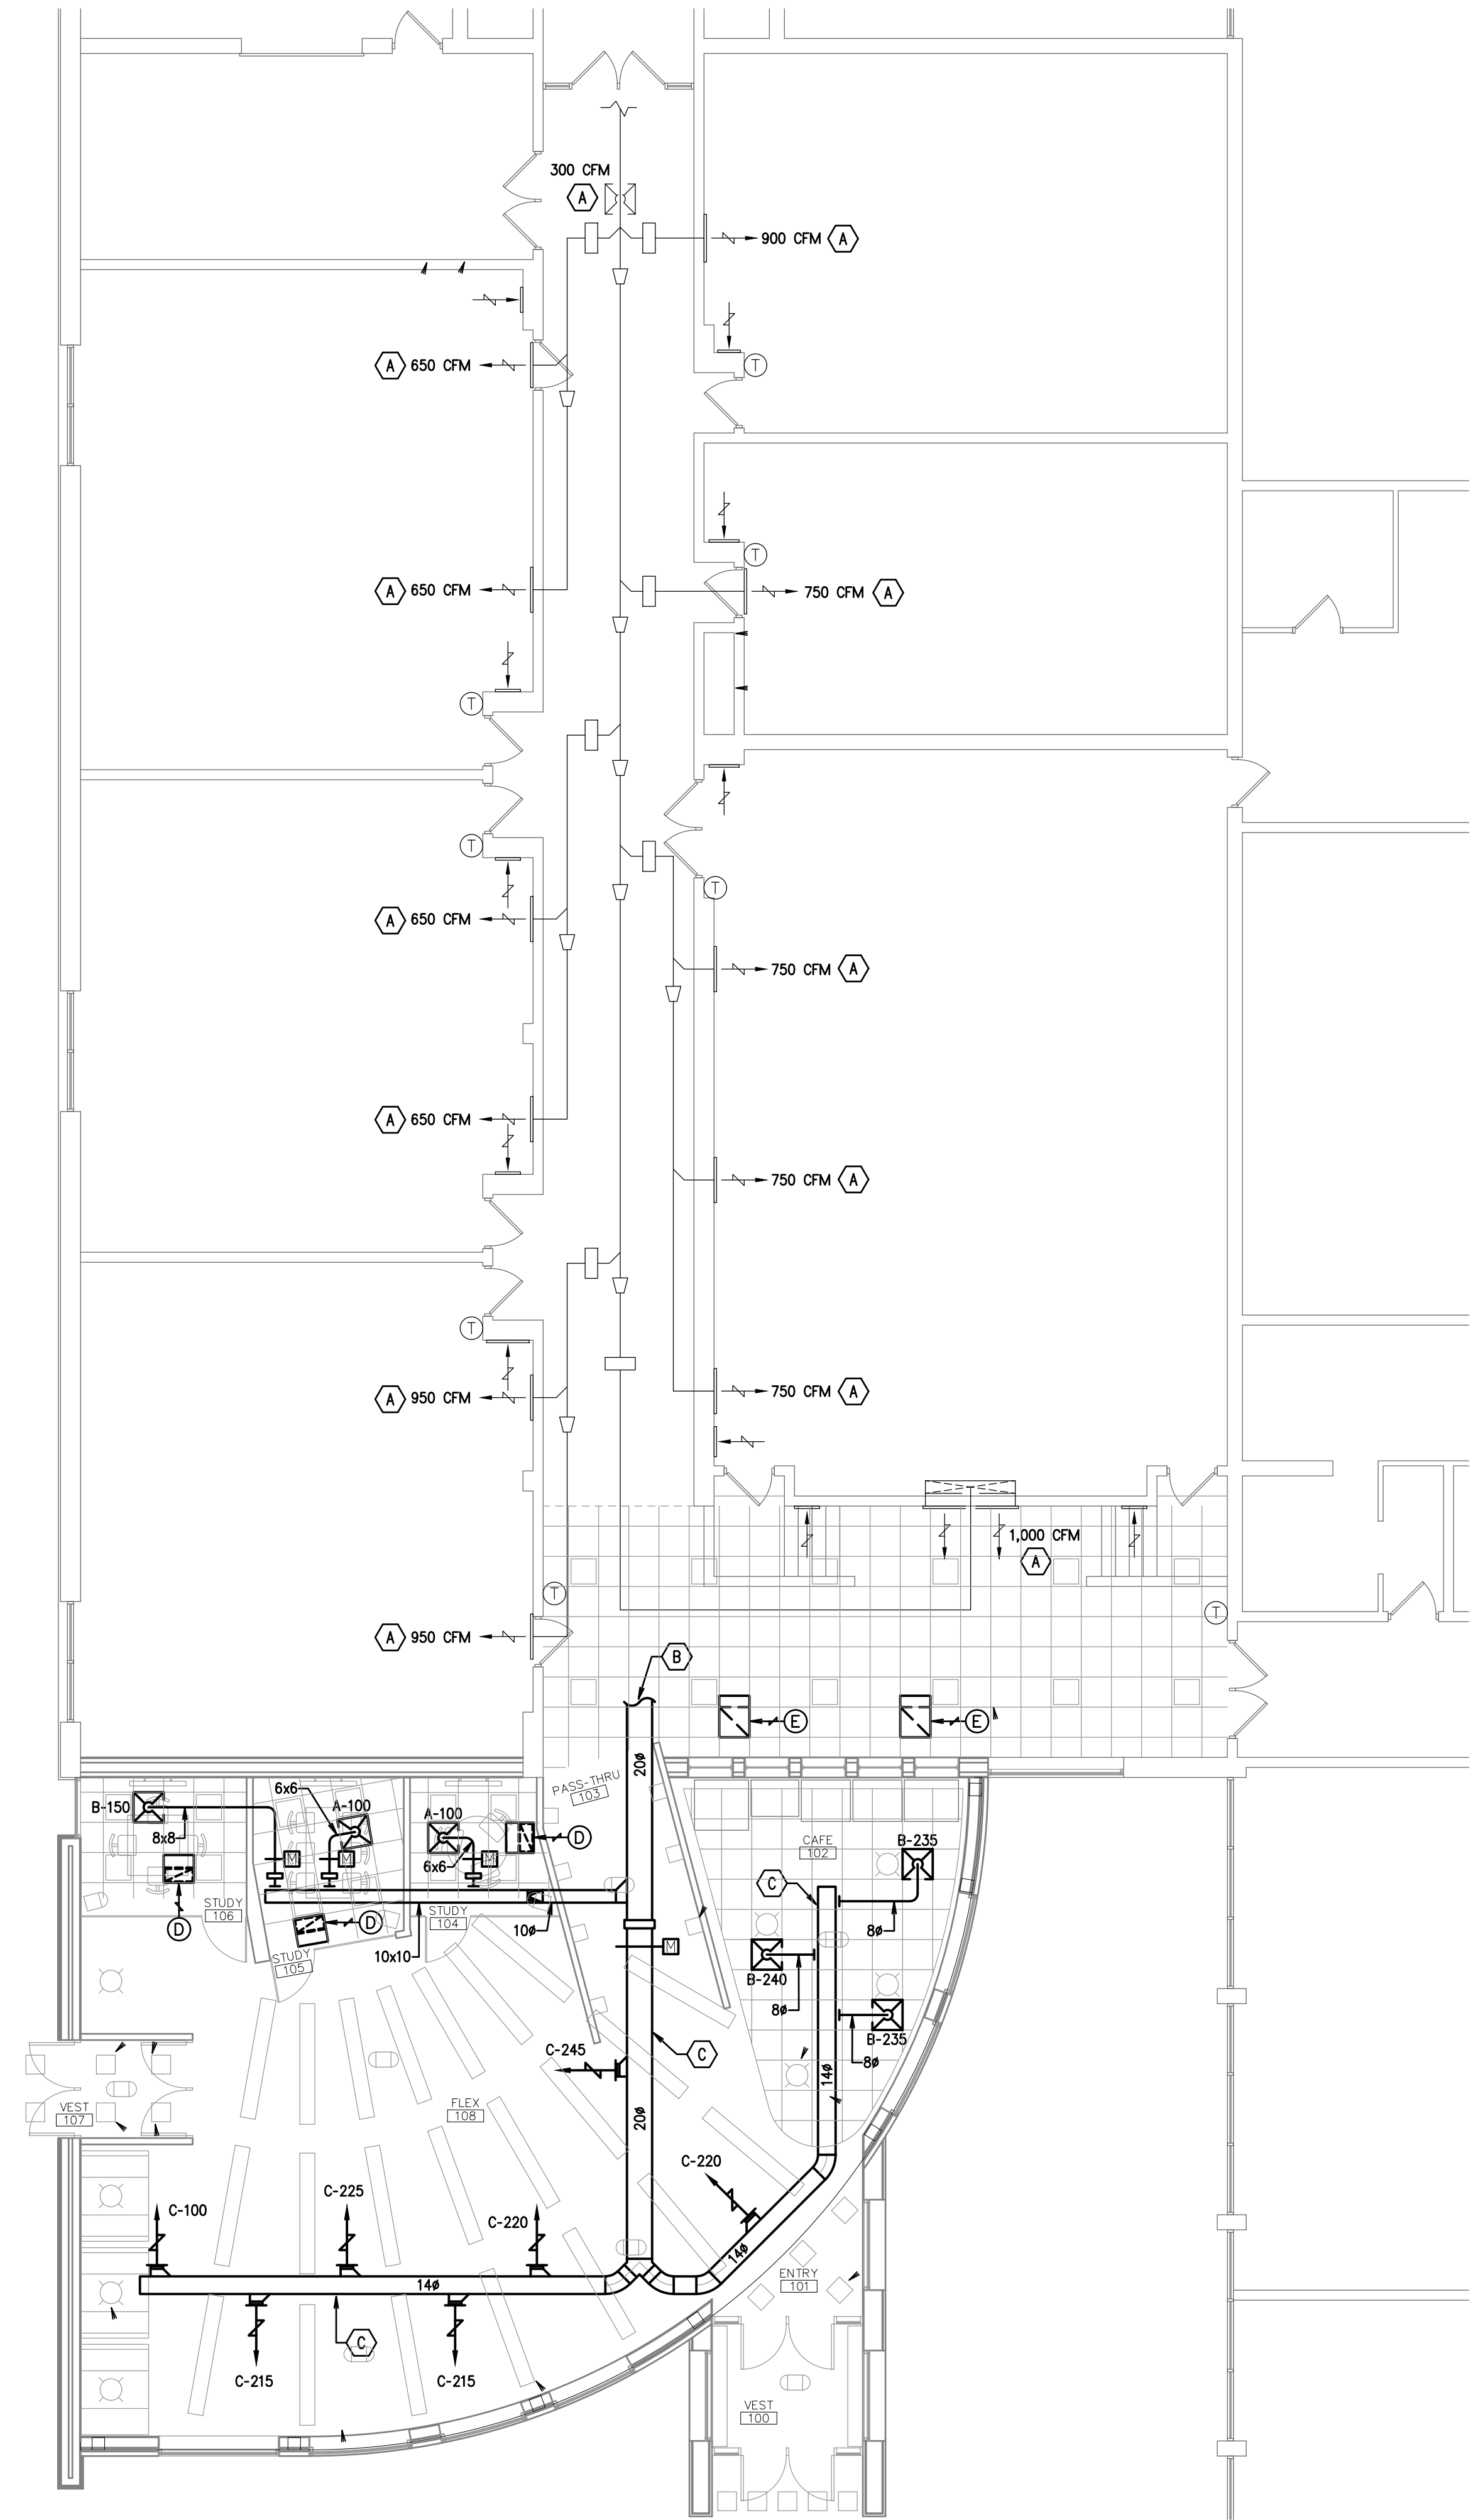 300 CFM
A
900 CFM A
A 650 CFM
T
A 650 CFM
T
750 CFM A
T
T
T
A 650 CFM
750 CFM A
A 650 CFM
750 CFM A
T
A 950 CFM
750 CFM A
1,000 CFM
A
T
T
A 950 CFM
B
E
E
20ø
PASS-THRU
103
6x6
B-150
A-100
A-100
8x8
6x6
D
M
M
M
CAFE
102
B-235
C
STUDY
106
D
D
STUDY
104
10ø
8ø
STUDY
105
10x10
M
B-240
8ø
B-235
8ø
C-245
C
14ø
FLEX
108
20ø
VEST
107
C-220
C-100
C-225
C-220
14ø
14ø
ENTRY
101
C
C-215
C-215
VEST
100